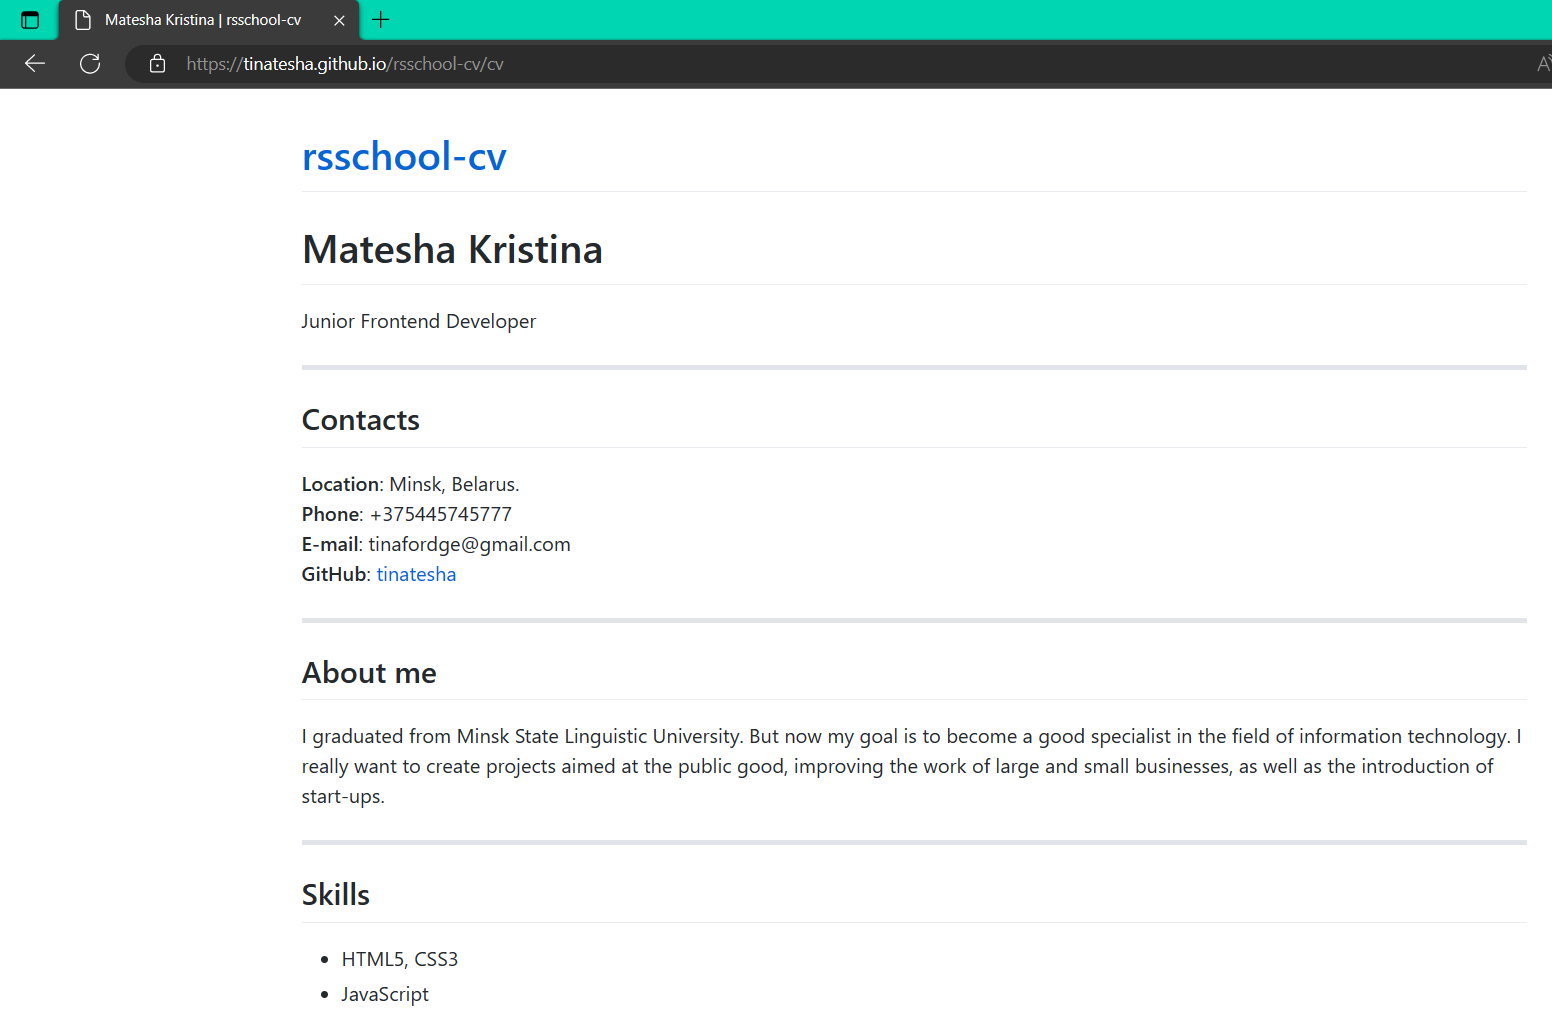 Matesha Kristina | rsschool-cv
https://tinatesha.github.io/rsschool-cv/cv
rsschool-cv
Matesha Kristina
Junior Frontend Developer
Contacts
Location: Minsk, Belarus.
Phone: +375445745777
E-mail: tinafordge@gmail.com
GitHub: tinatesha
About me
I graduated from Minsk State Linguistic University. But now my goal is to become a good specialist in the field of information technology. I
really want to create projects aimed at the public good, improving the work of large and small businesses, as well as the introduction of
start-ups.
Skills
• HTML5, CSS3
• JavaScript